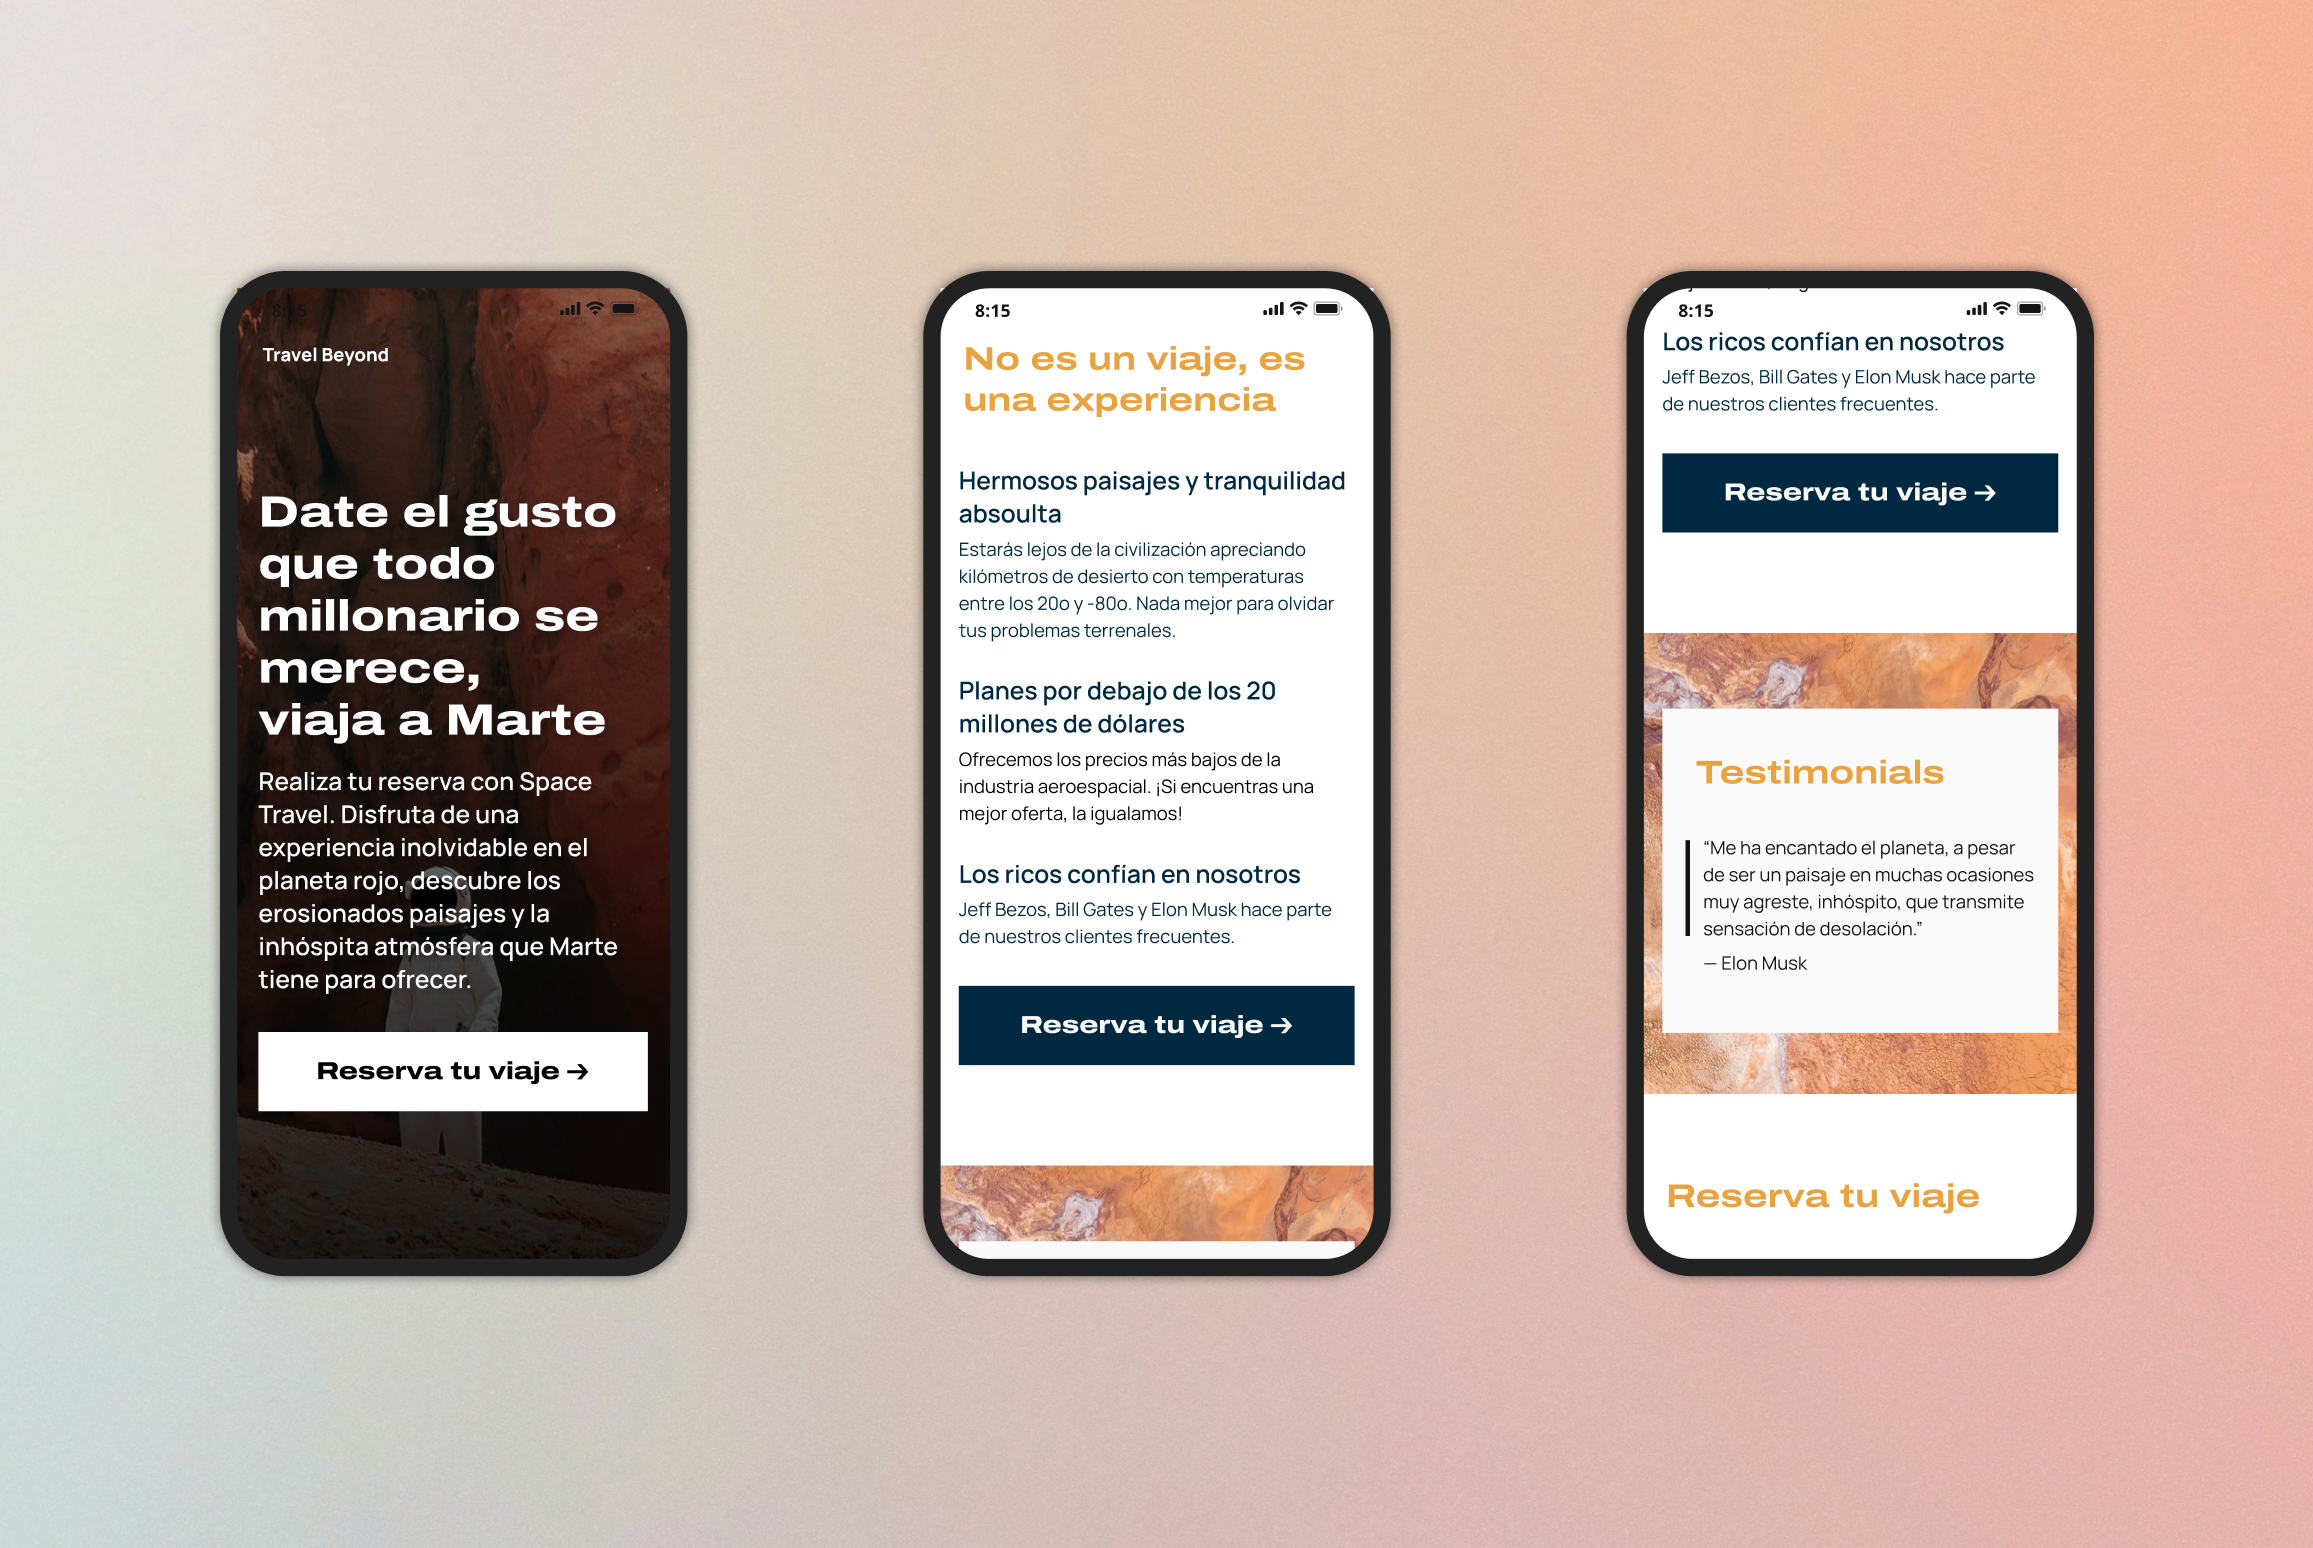 8:15
Travel Beyond
Date el gusto
que todo
millonario se
merece,
viaja a Marte
Realiza tu reserva con Space
Travel. Disfruta de una
experiencia inolvidable en el
planeta rojo, descubre los
erosionados paisajes y la
inhóspita atmósfera que Marte
tiene para ofrecer.
Reserva tu viaje →
8:15
No es un viaje, es
una experiencia
Hermosos paisajes y tranquilidad
absoulta
Estarás lejos de la civilización apreciando
kilómetros de desierto con temperaturas
entre los 20o y -80o. Nada mejor para olvidar
tus problemas terrenales.
Planes por debajo de los 20
millones de dólares
Ofrecemos los precios más bajos de la
industria aeroespacial. ¡Si encuentras una
mejor oferta, la igualamos!
Los ricos confían en nosotros
Jeff Bezos, Bill Gates y Elon Musk hace parte
de nuestros clientes frecuentes.
Reserva tu viaje →
8:15
Los ricos confían en nosotros
Jeff Bezos, Bill Gates y Elon Musk hace parte
de nuestros clientes frecuentes.
Reserva tu viaje →
Testimonials
“Me ha encantado el planeta, a pesar
de ser un paisaje en muchas ocasiones
muy agreste, inhóspito, que transmite
sensación de desolación.”
— Elon Musk
Reserva tu viaje